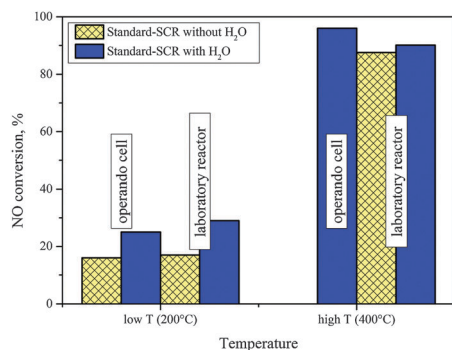 100
80
60
40
20
0
NO conversion, %
Standard-SCR without H₂O
Standard-SCR with H₂O
operando cell
laboratory reactor
operando cell
laboratory reactor
low T (200°C)
high T (400°C)
Temperature